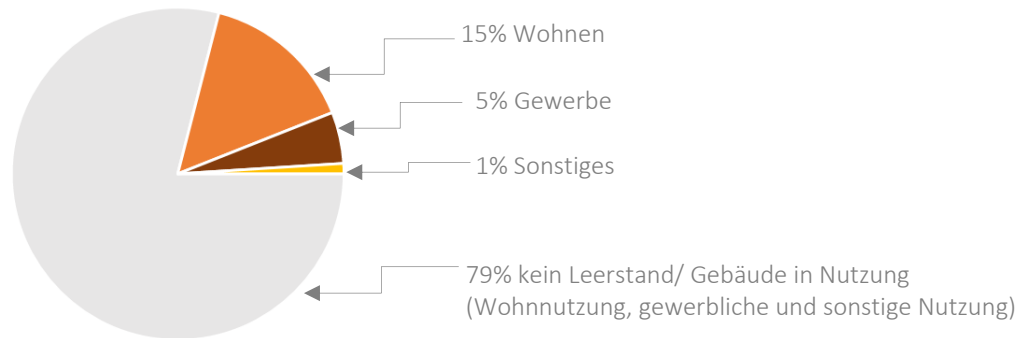 15% Wohnen
5% Gewerbe
1% Sonstiges
79% kein Leerstand/ Gebäude in Nutzung
(Wohnnutzung, gewerbliche und sonstige Nutzung)